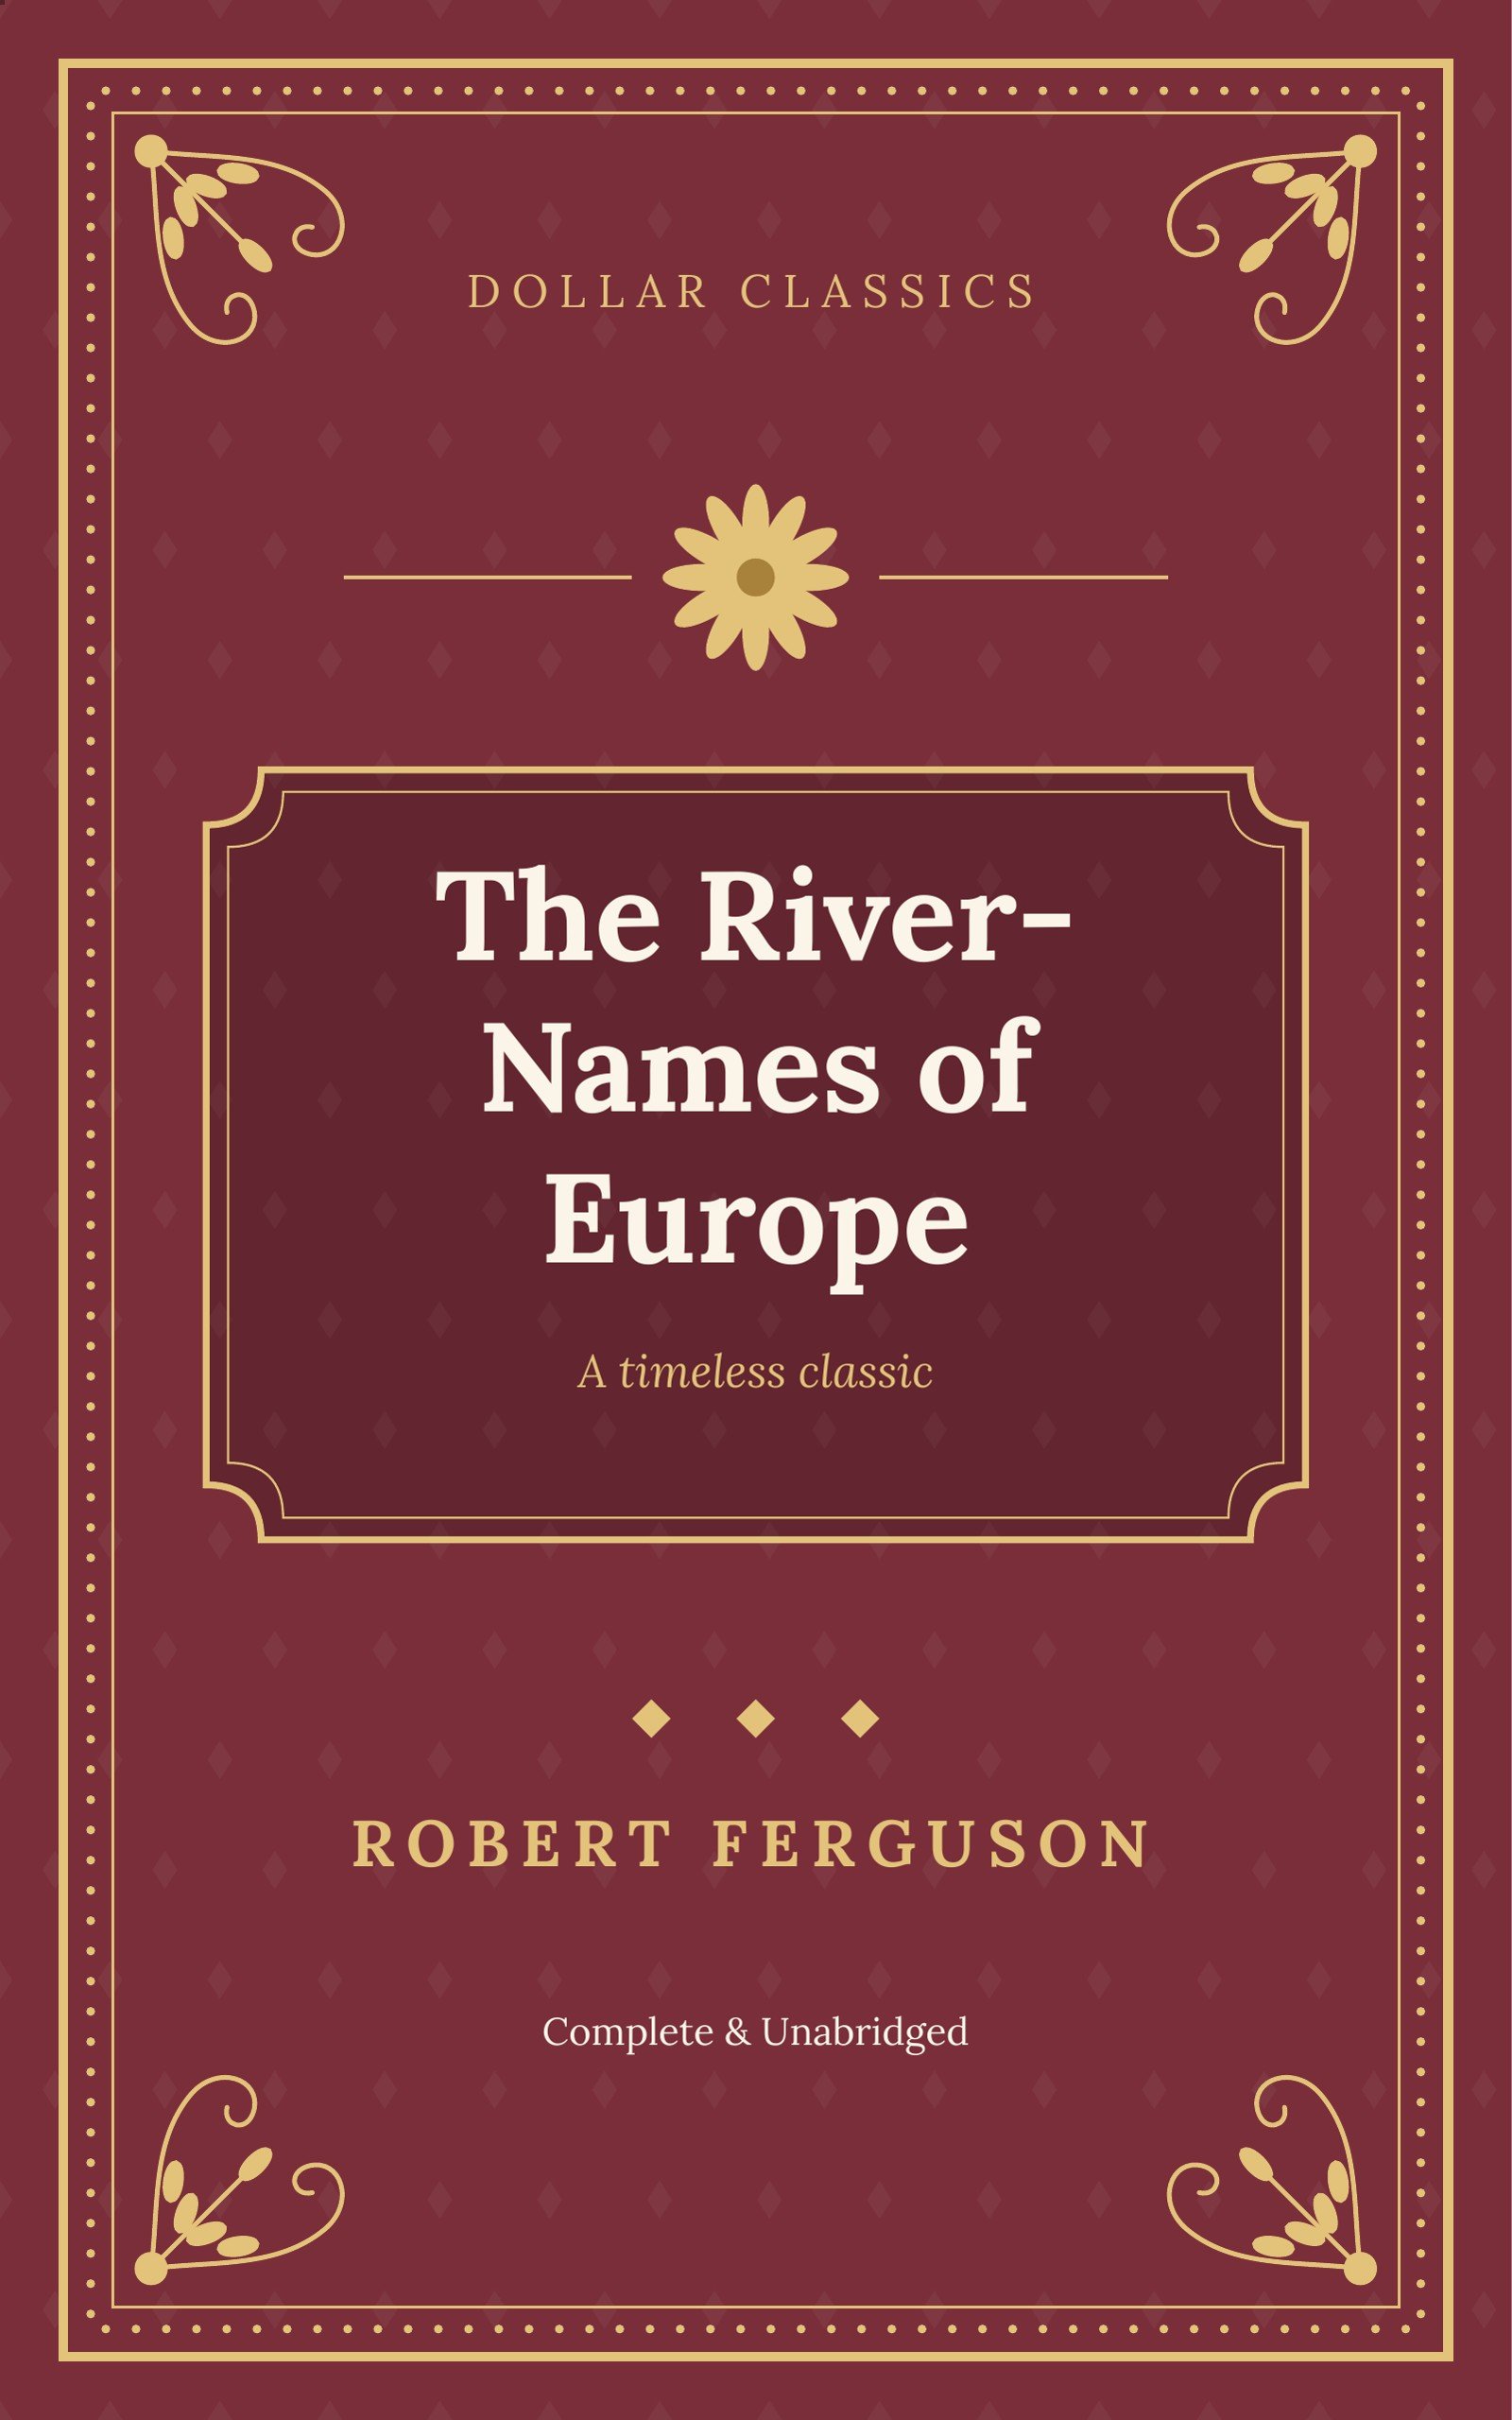 DOLLAR CLASSICS
The River-
Names of
Europe
A timeless classic
ROBERT FERGUSON
Complete & Unabridged